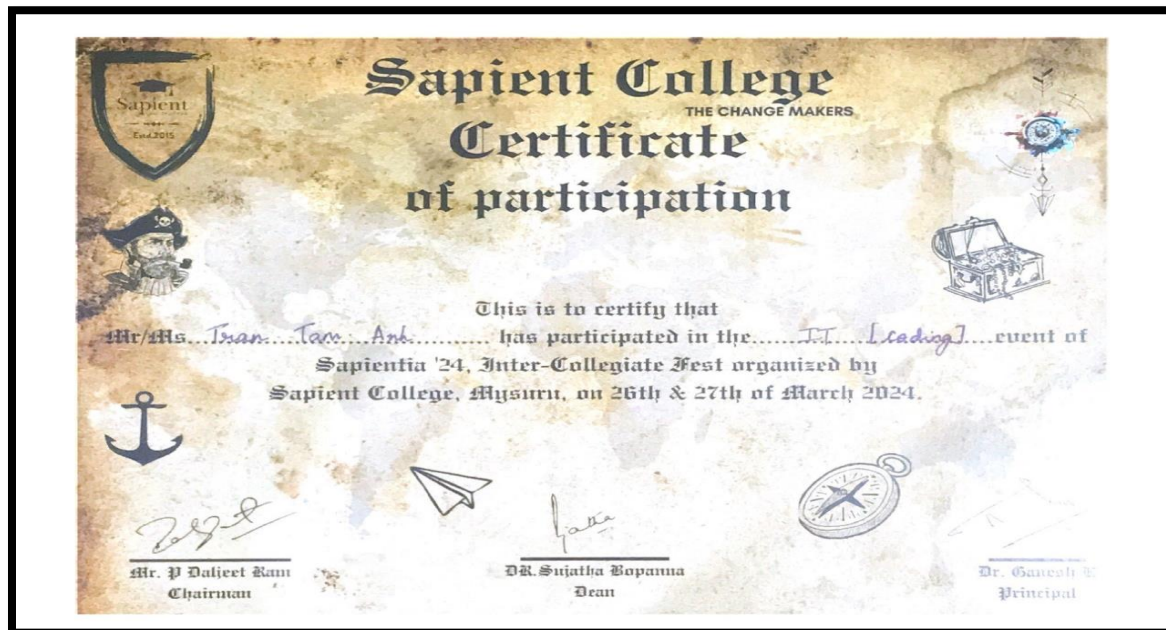 Sapient
Estd.2015
Sapient College
THE CHANGE MAKERS
Certificate
of participation
This is to certify that
Mr/Ms...Tran....Tam...Anh............ has participated in the........I.T....[coding]....event of
Sapientia '24, Inter-Collegiate Fest organized by
Sapient College, Mysuru, on 26th & 27th of March 2024.
Mr. P Daljeet Ram
Chairman
DR.Sujatha Bopanna
Dean
Dr. Ganesh
Principal